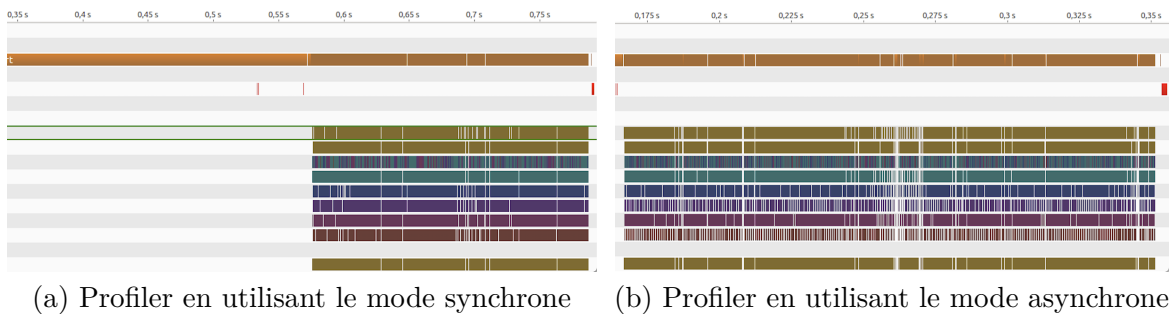 0,35 s 0,4 s 0,45 s 0,5 s 0,55 s 0,6 s 0,65 s 0,7 s 0,75 s
rt
(a) Profiler en utilisant le mode synchrone
0,175 s 0,2 s 0,225 s 0,25 s 0,275 s 0,3 s 0,325 s 0,35 s
(b) Profiler en utilisant le mode asynchrone